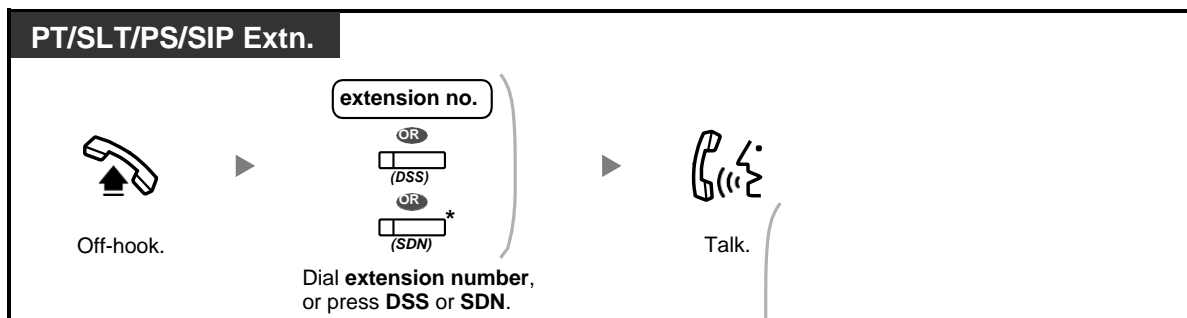 PT/SLT/PS/SIP Extn.
extension no.
OR
(DSS)
OR
*
(SDN)
Off-hook.
Talk.
Dial extension number,
or press DSS or SDN.